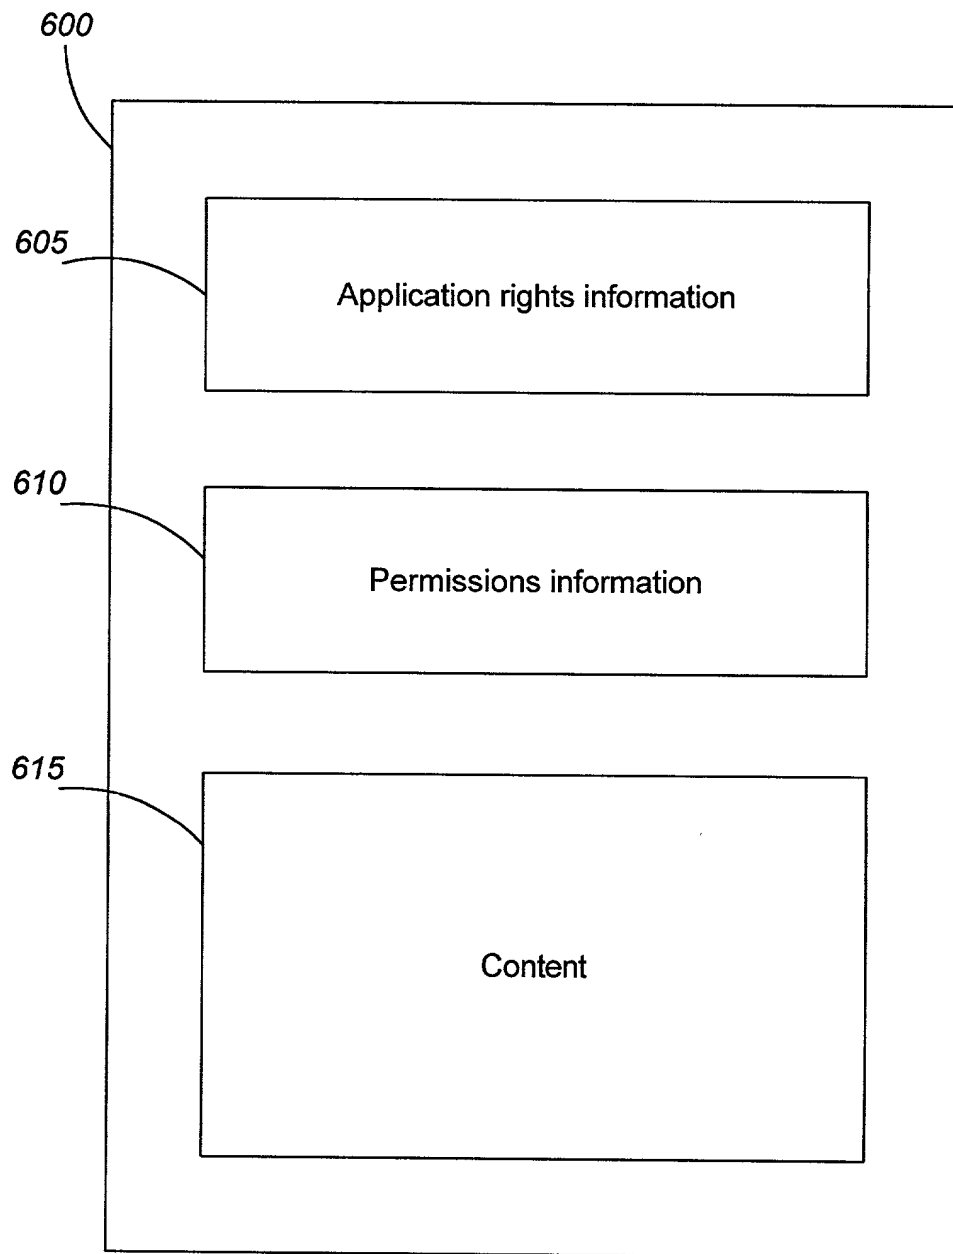 600
605
Application rights information
610
Permissions information
615
Content